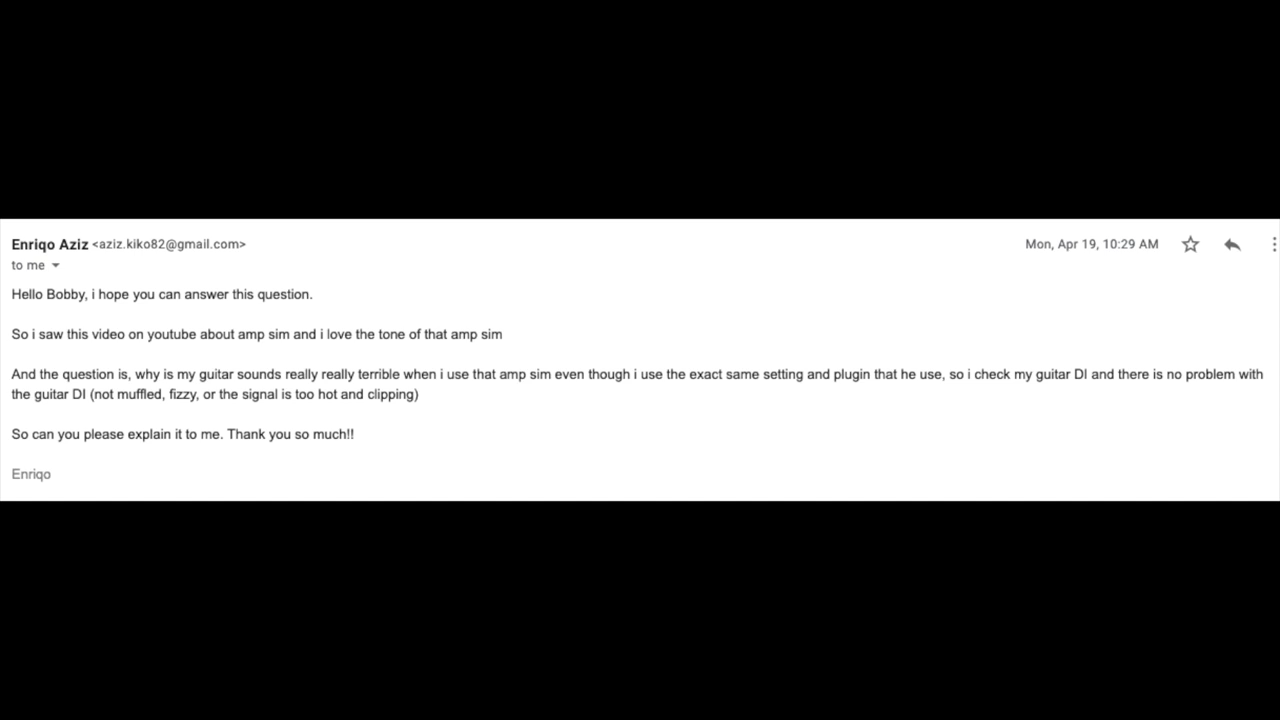 Enriqo Aziz <aziz.kiko82@gmail.com> Mon, Apr 19, 10:29 AM
to me
Hello Bobby, i hope you can answer this question.
So i saw this video on youtube about amp sim and i love the tone of that amp sim
And the question is, why is my guitar sounds really really terrible when i use that amp sim even though i use the exact same setting and plugin that he use, so i check my guitar DI and there is no problem with
the guitar DI (not muffled, fizzy, or the signal is too hot and clipping)
So can you please explain it to me. Thank you so much!!
Enriqo